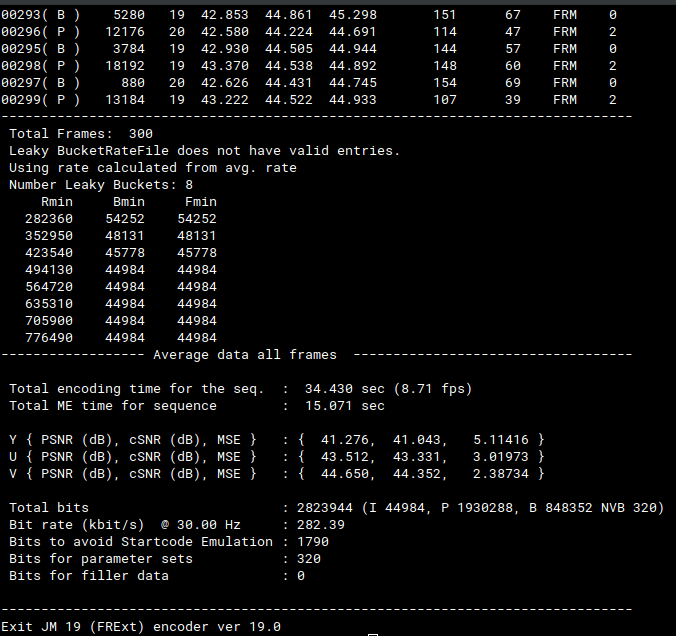 00293( B )    5280   19  42.853  44.861  45.298       151      67    FRM    0
00296( P )   12176   20  42.580  44.224  44.691       114      47    FRM    2
00295( B )    3784   19  42.930  44.505  44.944       144      57    FRM    0
00298( P )   18192   19  43.370  44.538  44.892       148      60    FRM    2
00297( B )     880   20  42.626  44.431  44.745       154      69    FRM    0
00299( P )   13184   19  43.222  44.522  44.933       107      39    FRM    2
-------------------------------------------------------------------------------
Total Frames:  300
Leaky BucketRateFile does not have valid entries.
Using rate calculated from avg. rate
Number Leaky Buckets: 8
Rmin     Bmin     Fmin
282360    54252    54252
352950    48131    48131
423540    45778    45778
494130    44984    44984
564720    44984    44984
635310    44984    44984
705900    44984    44984
776490    44984    44984
------------------ Average data all frames  -----------------------------------
Total encoding time for the seq.  :  34.430 sec (8.71 fps)
Total ME time for sequence        :  15.071 sec
Y { PSNR (dB), cSNR (dB), MSE }   : {  41.276,  41.043,   5.11416 }
U { PSNR (dB), cSNR (dB), MSE }   : {  43.512,  43.331,   3.01973 }
V { PSNR (dB), cSNR (dB), MSE }   : {  44.650,  44.352,   2.38734 }
Total bits                        : 2823944 (I 44984, P 1930288, B 848352 NVB 320)
Bit rate (kbit/s)  @ 30.00 Hz     : 282.39
Bits to avoid Startcode Emulation : 1790
Bits for parameter sets           : 320
Bits for filler data              : 0
-------------------------------------------------------------------------------
Exit JM 19 (FRExt) encoder ver 19.0